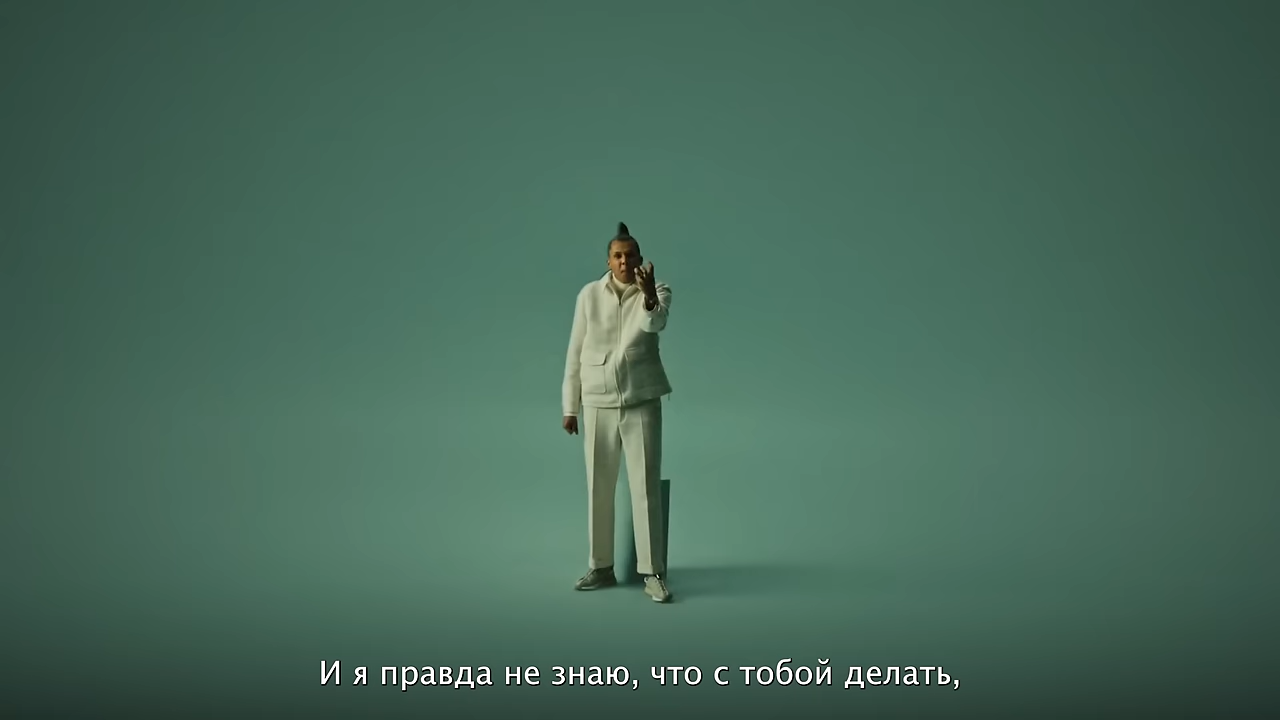 И я правда не знаю, что с тобой делать,